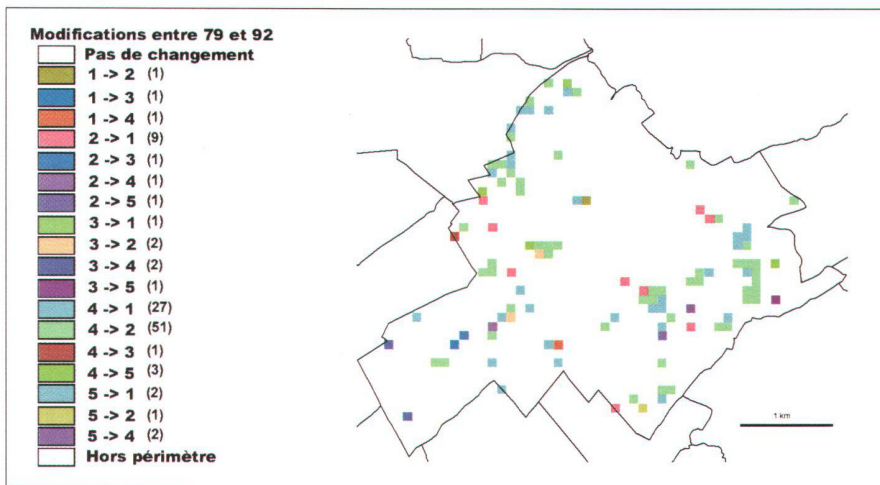 Modifications entre 79 et 92
Pas de changement
1 -> 2 (1)
1 -> 3 (1)
1 -> 4 (1)
2 -> 1 (9)
2 -> 3 (1)
2 -> 4 (1)
2 -> 5 (1)
3 -> 1 (1)
3 -> 2 (2)
3 -> 4 (2)
3 -> 5 (1)
4 -> 1 (27)
4 -> 2 (51)
4 -> 3 (1)
4 -> 5 (3)
5 -> 1 (2)
5 -> 2 (1)
5 -> 4 (2)
Hors périmètre
1 km